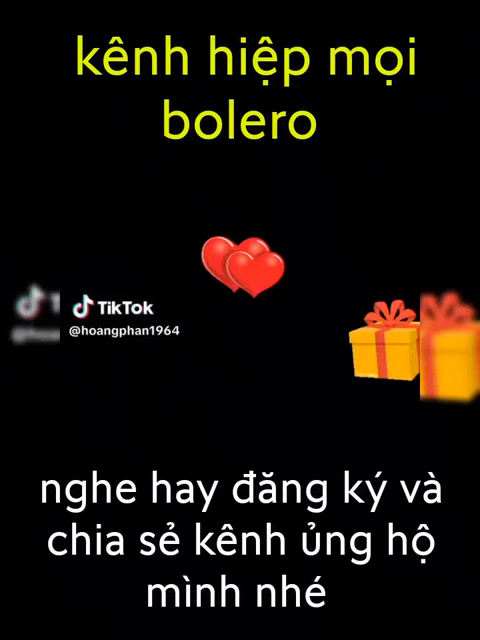 kênh hiệp mọi
bolero
TikTok
@hoangphan1964
nghe hay đăng ký và
chia sẻ kênh ủng hộ
mình nhé